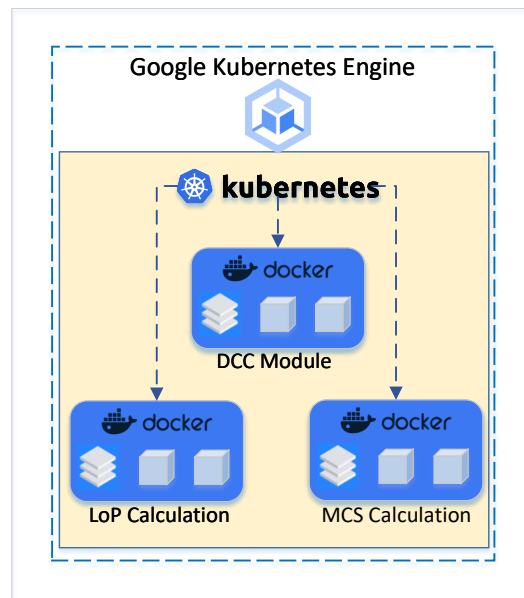 Google Kubernetes Engine
kubernetes
docker
DCC Module
docker
docker
LoP Calculation
MCS Calculation